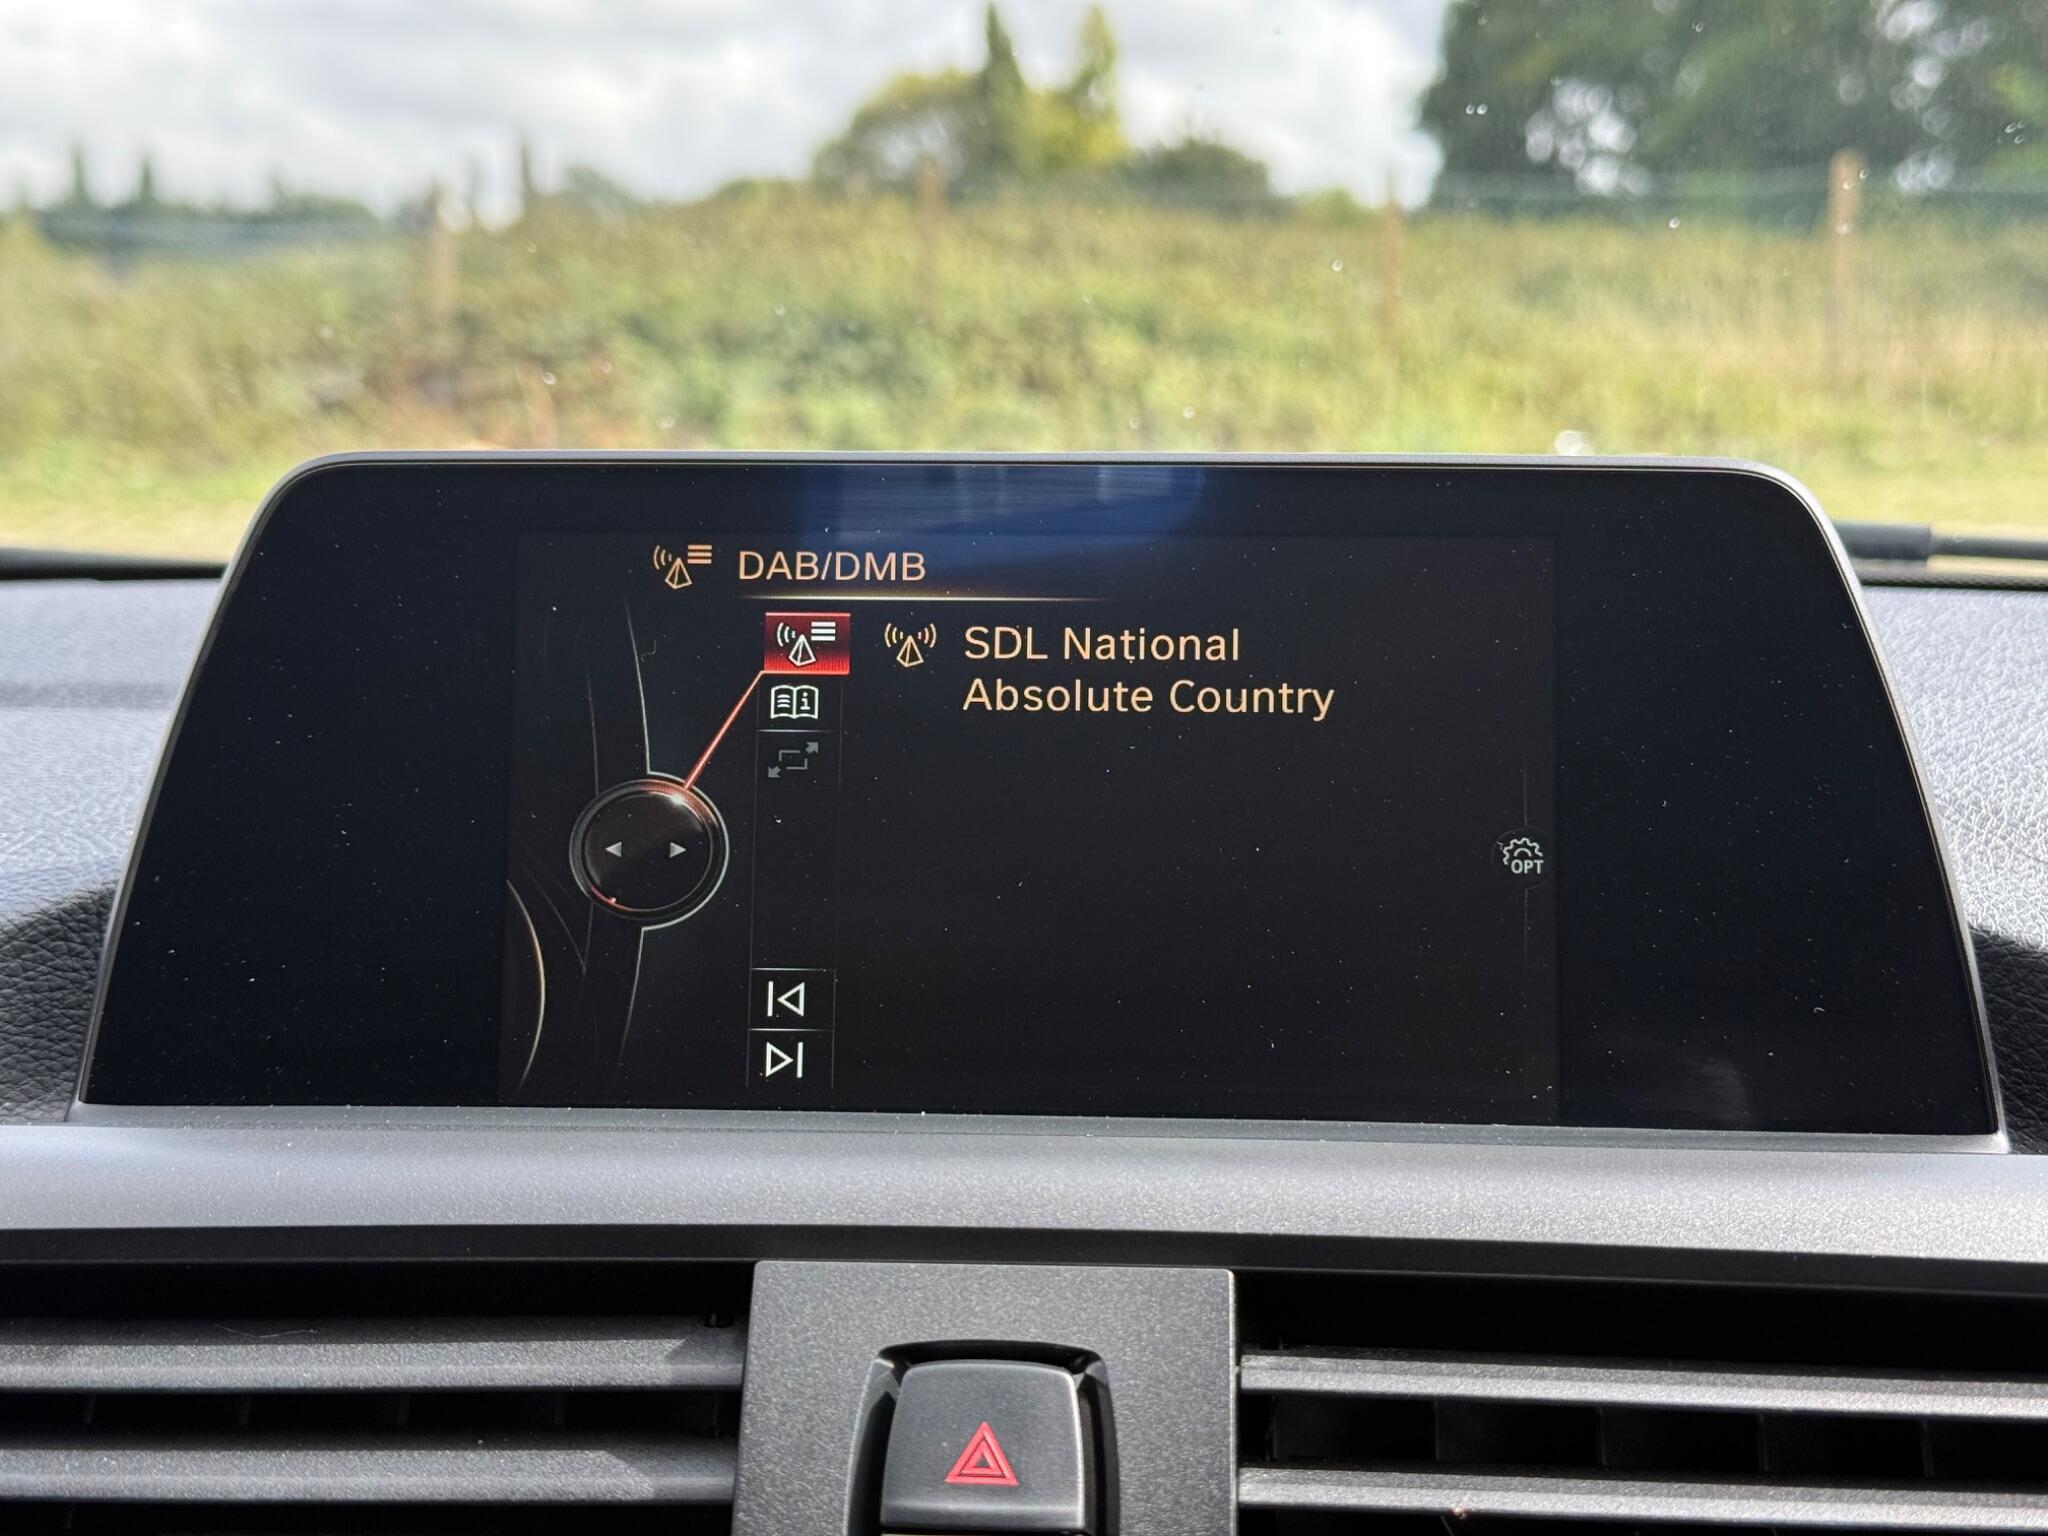 DAB/DMB
SDL National
Absolute Country
OPT